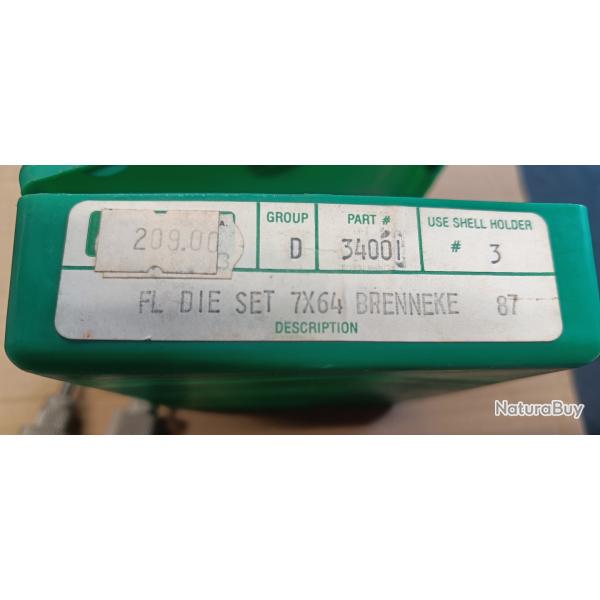 209.00
GROUP
D
PART #
34001
USE SHELL HOLDER
# 3
FL DIE SET 7X64 BRENNEKE 87
DESCRIPTION
NaturaBuy